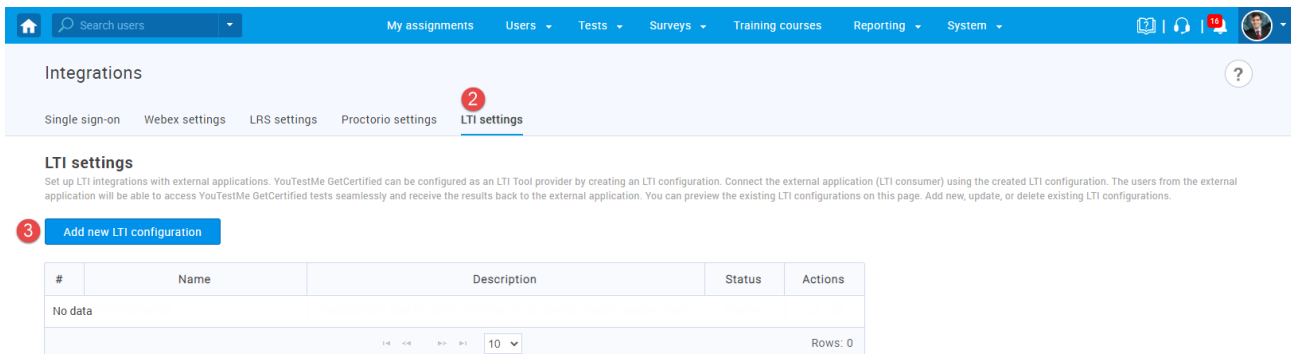 Search users My assignments Users Tests Surveys Training courses Reporting System 16
Integrations ?
2
Single sign-on Webex settings LRS settings Proctorio settings LTI settings
LTI settings
Set up LTI integrations with external applications. YouTestMe GetCertified can be configured as an LTI Tool provider by creating an LTI configuration. Connect the external application (LTI consumer) using the created LTI configuration. The users from the external
application will be able to access YouTestMe GetCertified tests seamlessly and receive the results back to the external application. You can preview the existing LTI configurations on this page. Add new, update, or delete existing LTI configurations.
3 Add new LTI configuration
# Name Description Status Actions
No data
10 Rows: 0